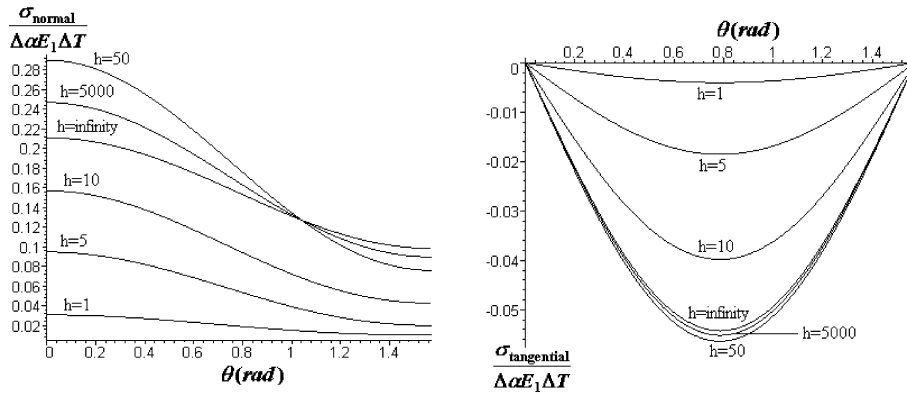 σnormal
ΔαE1ΔT
h=50
0.28
0.26
h=5000
0.24
0.22
h=infinity
0.2
0.18
h=10
0.16
0.14
0.12
h=5
0.1
0.08
0.06
h=1
0.04
0.02
0 0.2 0.4 0.6 0.8 1 1.2 1.4
θ(rad)
θ(rad)
0.2 0.4 0.6 0.8 1 1.2 1.4
0
h=1
-0.01
h=5
-0.02
-0.03
h=10
-0.04
h=infinity
-0.05
h=5000
h=50
σtangential
ΔαE1ΔT